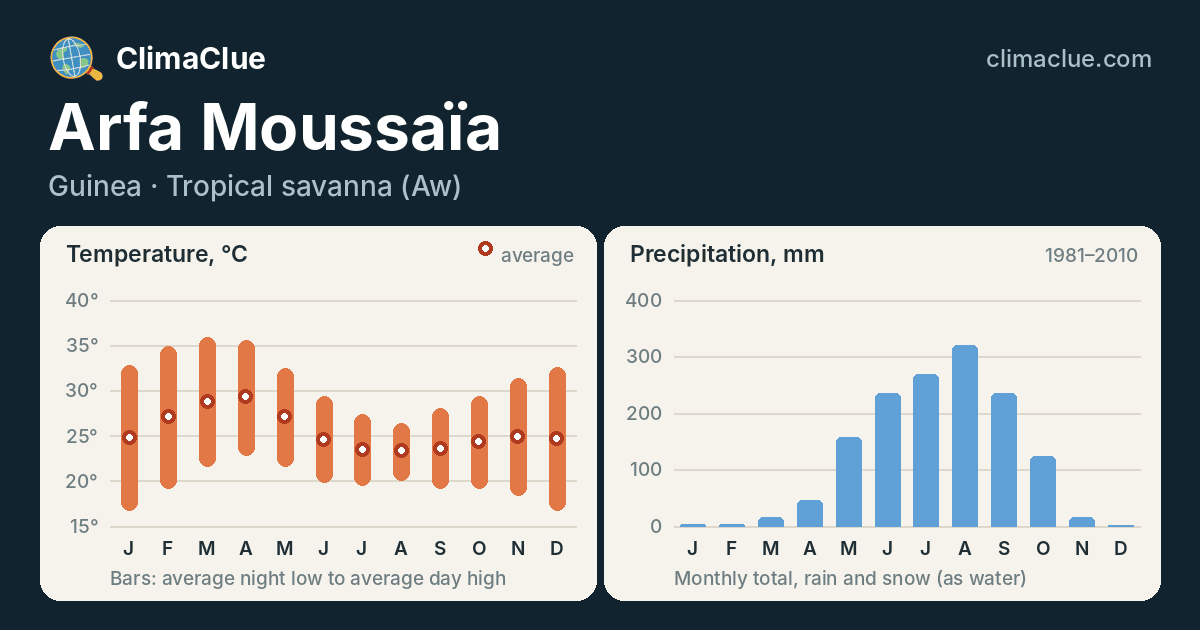 ClimaClue
climaclue.com
Arfa Moussaïa
Guinea · Tropical savanna (Aw)
Temperature, °C
average
40°
35°
30°
25°
20°
15°
J F M A M J J A S O N D
Bars: average night low to average day high
Precipitation, mm
1981–2010
400
300
200
100
0
J F M A M J J A S O N D
Monthly total, rain and snow (as water)